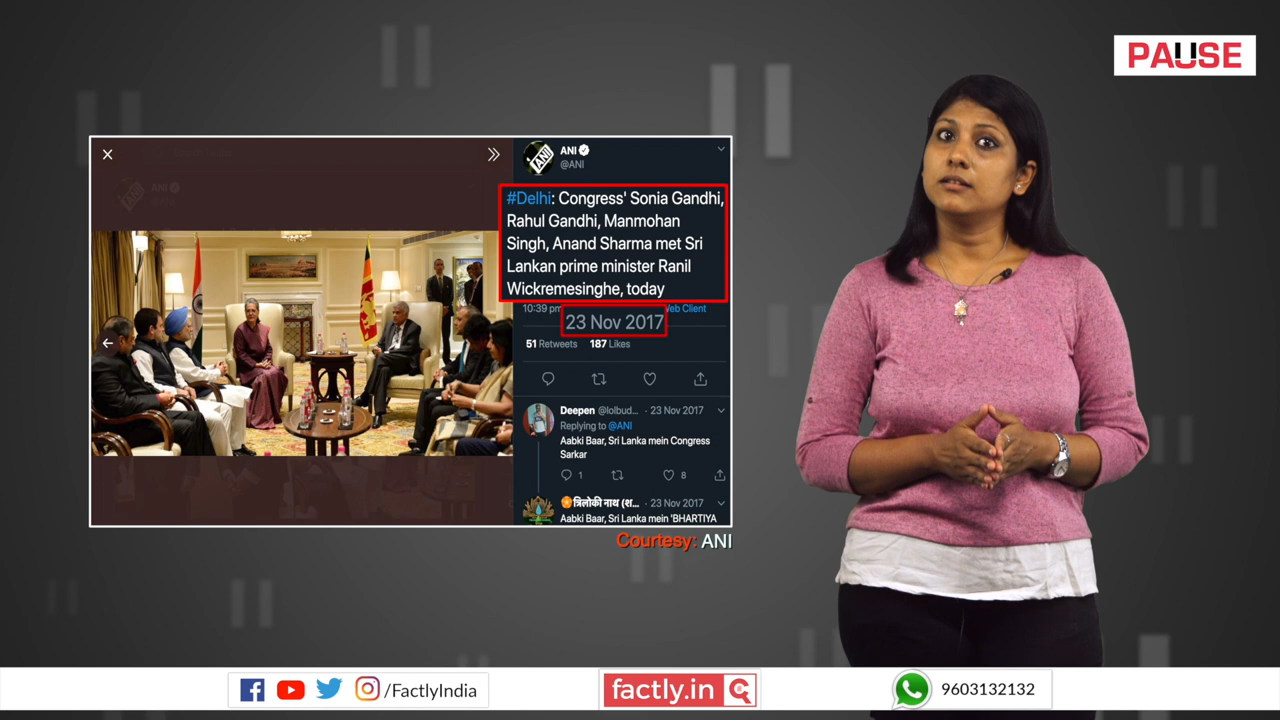 PAUSE
ANI
@ANI
#Delhi: Congress' Sonia Gandhi,
Rahul Gandhi, Manmohan
Singh, Anand Sharma met Sri
Lankan prime minister Ranil
Wickremesinghe, today
10:39 pm
Web Client
23 Nov 2017
51 Retweets 187 Likes
Deepen @lolbud... · 23 Nov 2017
Replying to @ANI
Aabki Baar, Sri Lanka mein Congress
Sarkar
1
8
त्रिलोकी नाथ (श... · 23 Nov 2017
Aabki Baar, Sri Lanka mein 'BHARTIYA
Courtesy: ANI
/FactlyIndia
factly.in
9603132132